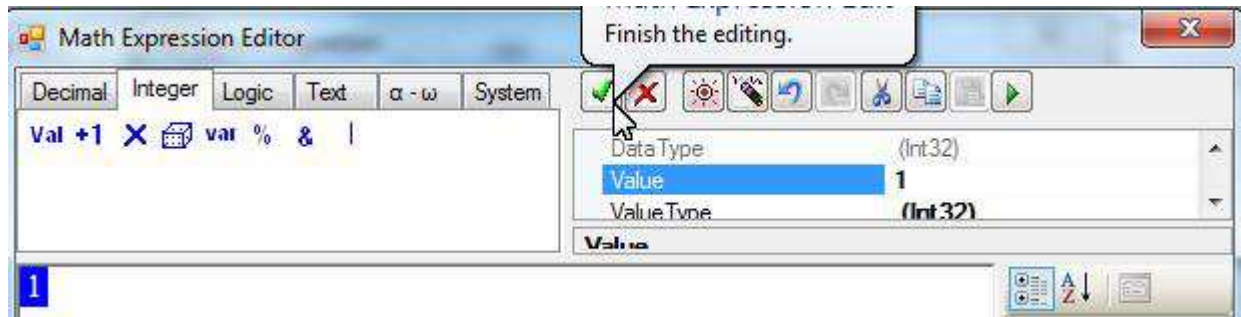 Math Expression Editor
Finish the editing.
Decimal Integer Logic Text α - ω System
Val +1 X var % & |
DataType (Int32)
Value 1
ValueType (Int32)
Value
1